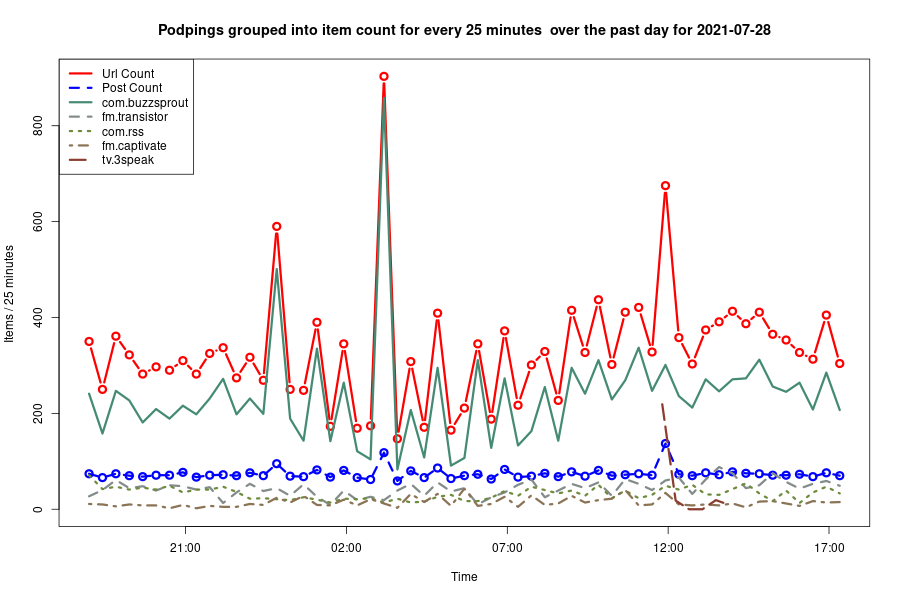 Podpings grouped into item count for every 25 minutes  over the past day for 2021-07-28
Url Count
Post Count
com.buzzsprout
fm.transistor
com.rss
fm.captivate
tv.3speak
Items / 25 minutes
800
600
400
200
0
21:00
02:00
07:00
12:00
17:00
Time